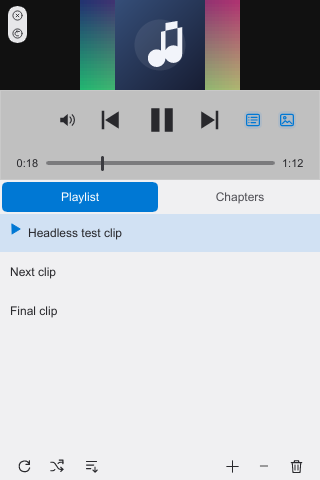 0:18
1:12
Playlist
Chapters
Headless test clip
Next clip
Final clip